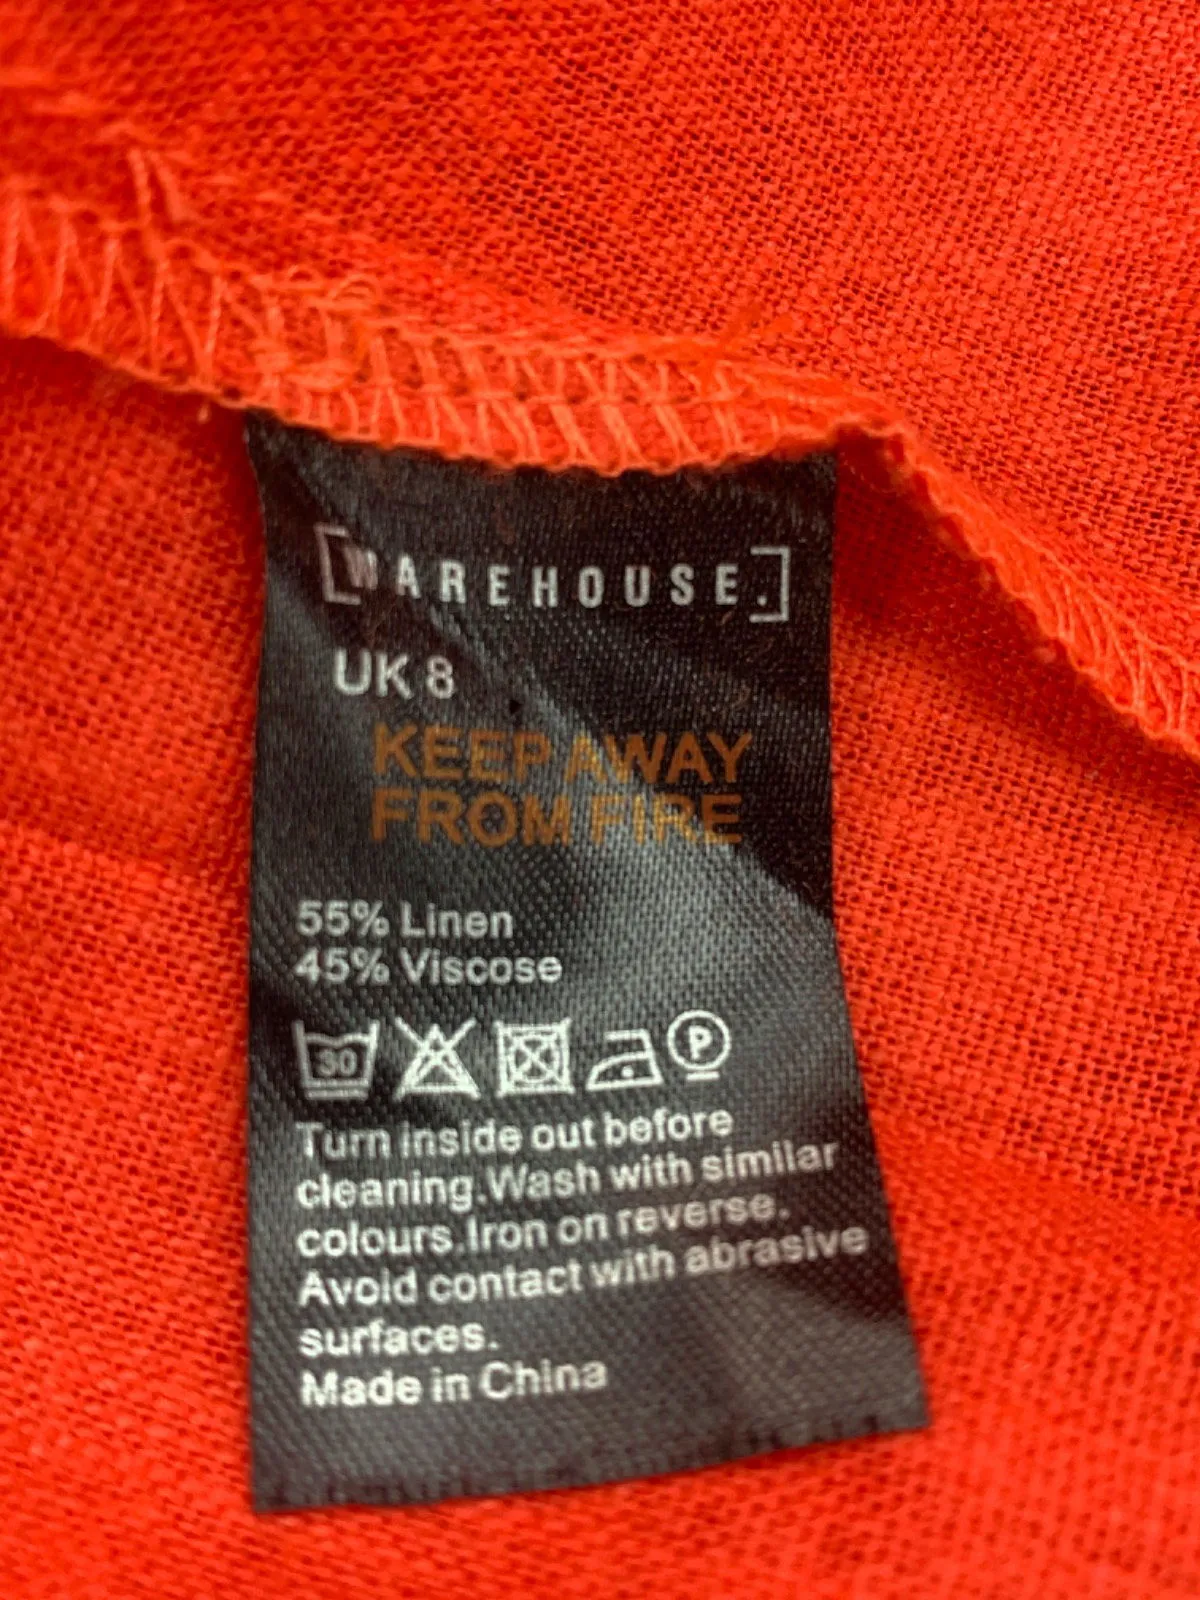 [WAREHOUSE.]
UK 8
KEEP AWAY
FROM FIRE
55% Linen
45% Viscose
30 P
Turn inside out before
cleaning.Wash with similar
colours.Iron on reverse.
Avoid contact with abrasive
surfaces.
Made in China